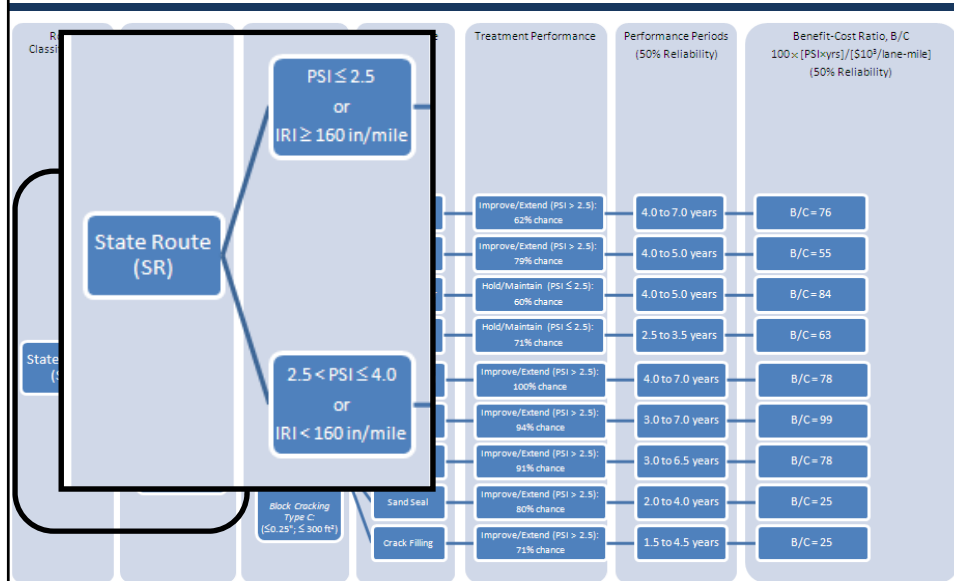 Treatment Performance
Performance Periods
(50% Reliability)
Benefit-Cost Ratio, B/C
100× [PSI×yrs]/[$10³/lane-mile]
(50% Reliability)
PSI ≤ 2.5
or
IRI ≥ 160 in/mile
State Route
(SR)
2.5 < PSI ≤ 4.0
or
IRI < 160 in/mile
Improve/Extend (PSI > 2.5):
62% chance
4.0 to 7.0 years
B/C = 76
Improve/Extend (PSI > 2.5):
79% chance
4.0 to 5.0 years
B/C = 55
Hold/Maintain (PSI ≤ 2.5):
60% chance
4.0 to 5.0 years
B/C = 84
Hold/Maintain (PSI ≤ 2.5):
71% chance
2.5 to 3.5 years
B/C = 63
State
Improve/Extend (PSI > 2.5):
100% chance
4.0 to 7.0 years
B/C = 78
Improve/Extend (PSI > 2.5):
94% chance
3.0 to 7.0 years
B/C = 99
Improve/Extend (PSI > 2.5):
91% chance
3.0 to 6.5 years
B/C = 78
Block Cracking
Type C:
(≤0.25"; ≤ 300 ft²)
Sand Seal
Improve/Extend (PSI > 2.5):
80% chance
2.0 to 4.0 years
B/C = 25
Crack Filling
Improve/Extend (PSI > 2.5):
71% chance
1.5 to 4.5 years
B/C = 25